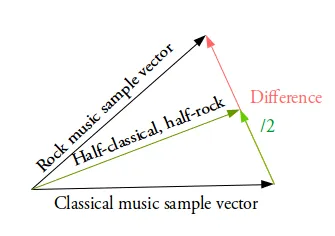 Rock music sample vector
Half-classical, half-rock
Difference
/2
Classical music sample vector